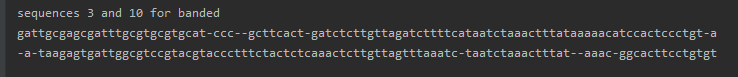 sequences 3 and 10 for banded
gattgcgagcgatttgcgtgcgtgcat-ccc--gcttcact-gatctcttgttagatcttttcataatctaaactttataaaaacatccactccctgt-a
-a-taagagtgattggcgtccgtacgtaccctttctactctcaaactcttgttagtttaaatc-taatctaaactttat--aaac-ggcacttcctgtgt